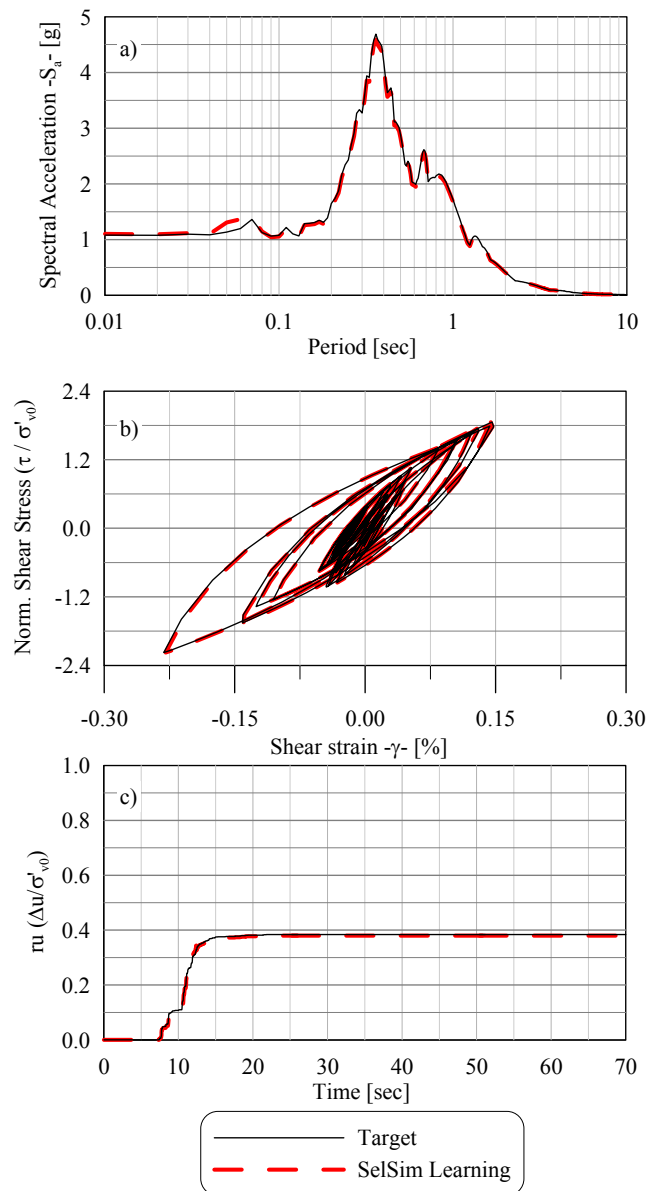 5
a)
4
3
2
1
0
Spectral Acceleration -Sa- [g]
0.01 0.1 1 10
Period [sec]
2.4
b)
1.2
0.0
-1.2
-2.4
Norm. Shear Stress (τ / σ'v0)
-0.30 -0.15 0.00 0.15 0.30
Shear strain -γ- [%]
1.0
c)
0.8
0.6
0.4
0.2
0.0
ru (Δu/σ'v0)
0 10 20 30 40 50 60 70
Time [sec]
Target
SelSim Learning